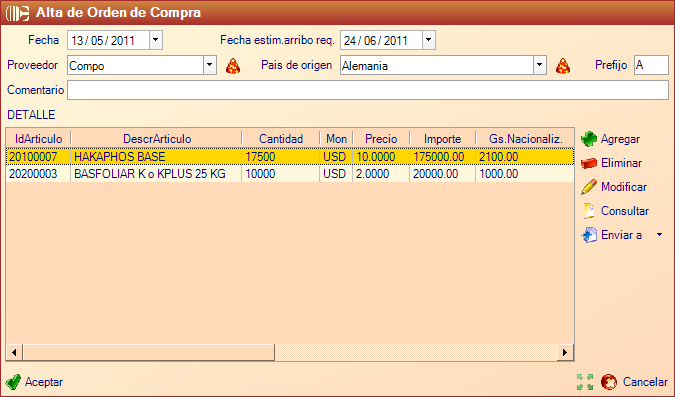 Alta de Orden de Compra
Fecha 13/05/2011 Fecha estim.arribo req. 24/06/2011
Proveedor Compo Pais de origen Alemania Prefijo A
Comentario
DETALLE
IdArticulo DescrArticulo Cantidad Mon Precio Importe Gs.Nacionaliz.
20100007 HAKAPHOS BASE 17500 USD 10.0000 175000.00 2100.00
20200003 BASFOLIAR K o KPLUS 25 KG 10000 USD 2.0000 20000.00 1000.00
Agregar
Eliminar
Modificar
Consultar
Enviar a
Aceptar Cancelar